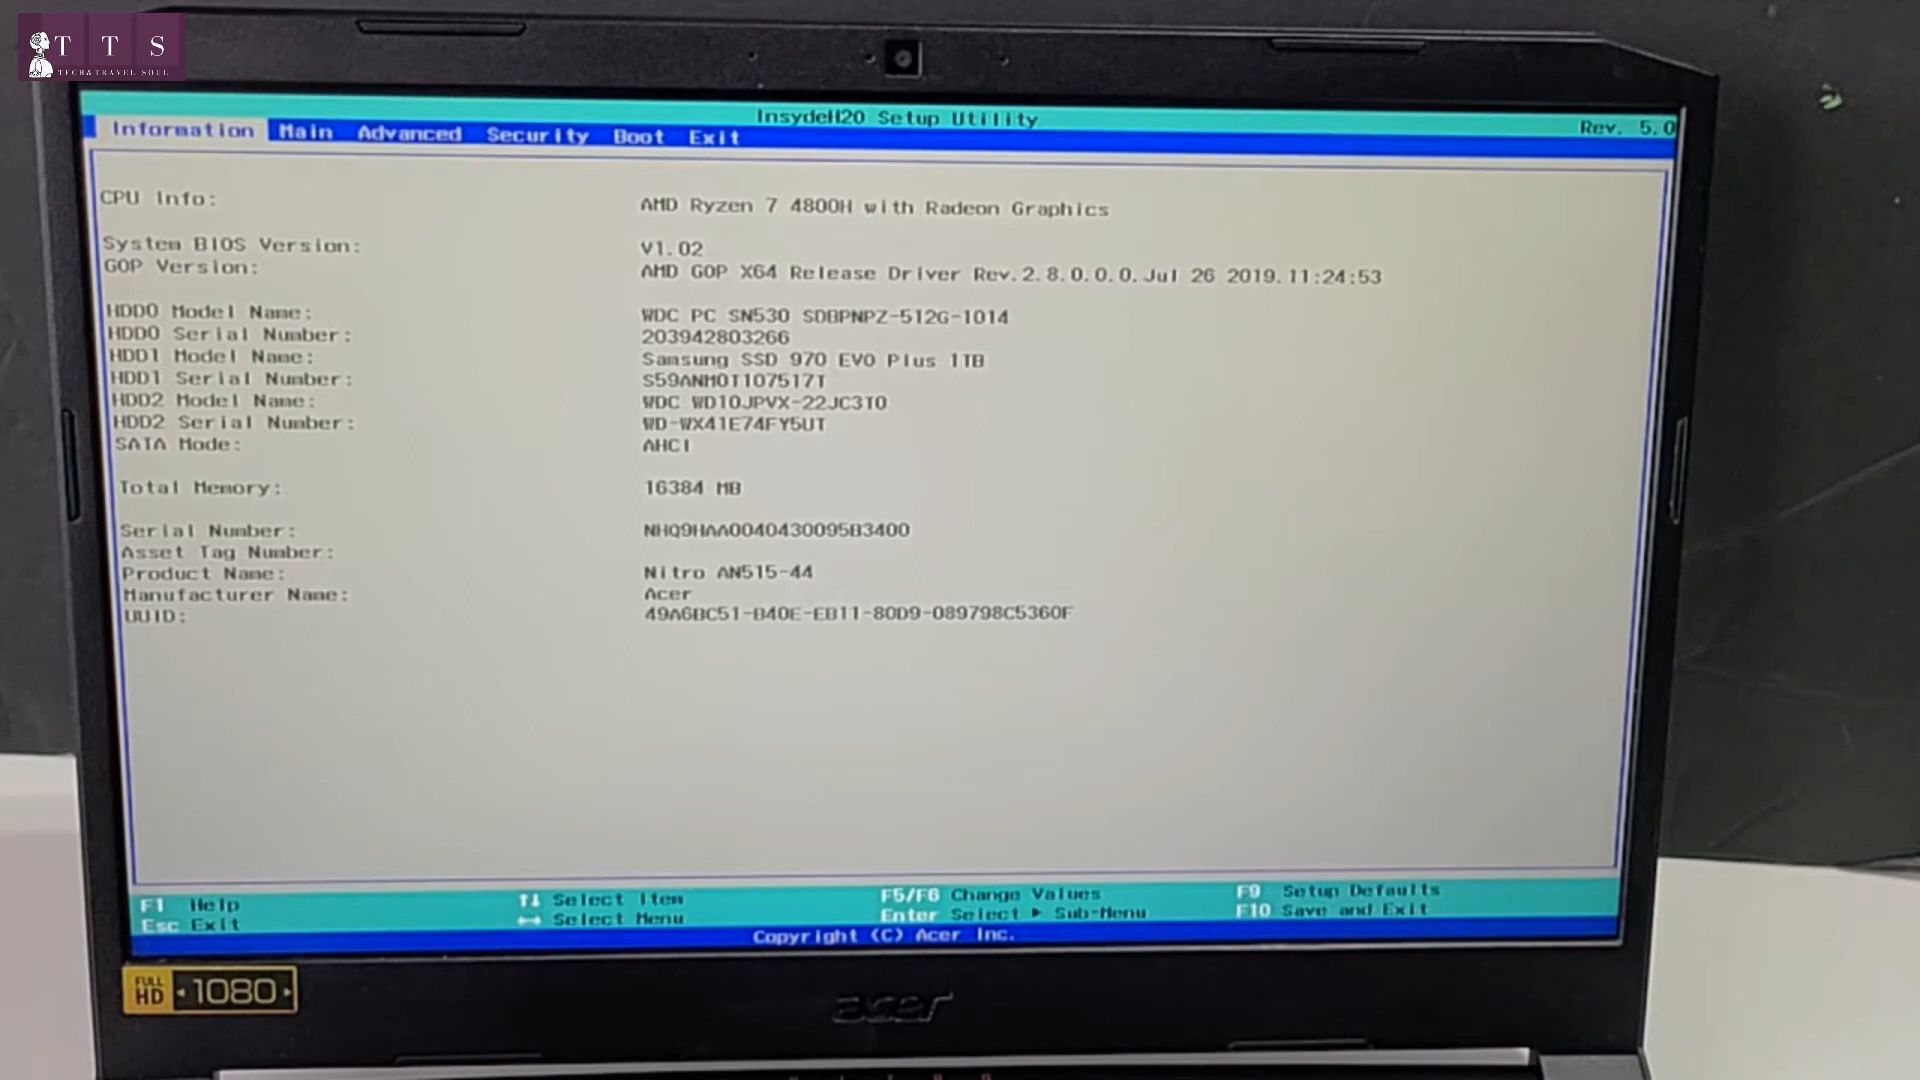 T T S
TECH&TRAVEL SOUL
InsydeH20 Setup Utility
Rev. 5.0
Information Main Advanced Security Boot Exit
CPU Info: AMD Ryzen 7 4800H with Radeon Graphics
System BIOS Version: V1.02
GOP Version: AMD GOP X64 Release Driver Rev.2.8.0.0.0.Jul 26 2019.11:24:53
HDD0 Model Name: WDC PC SN530 SDBPNPZ-512G-1014
HDD0 Serial Number: 203942803266
HDD1 Model Name: Samsung SSD 970 EVO Plus 1TB
HDD1 Serial Number: S59ANM0T107517T
HDD2 Model Name: WDC WD10JPVX-22JC3T0
HDD2 Serial Number: WD-WX41E74FY5UT
SATA Mode: AHCI
Total Memory: 16384 MB
Serial Number: NHQ9HAA0040430095B3400
Asset Tag Number:
Product Name: Nitro AN515-44
Manufacturer Name: Acer
UUID: 49A6BC51-B40E-EB11-80D9-089798C5360F
F1 Help ↑↓ Select Item F5/F6 Change Values F9 Setup Defaults
Esc Exit ↔ Select Menu Enter Select ▸ Sub-Menu F10 Save and Exit
Copyright (C) Acer Inc.
FULL HD 1080
acer